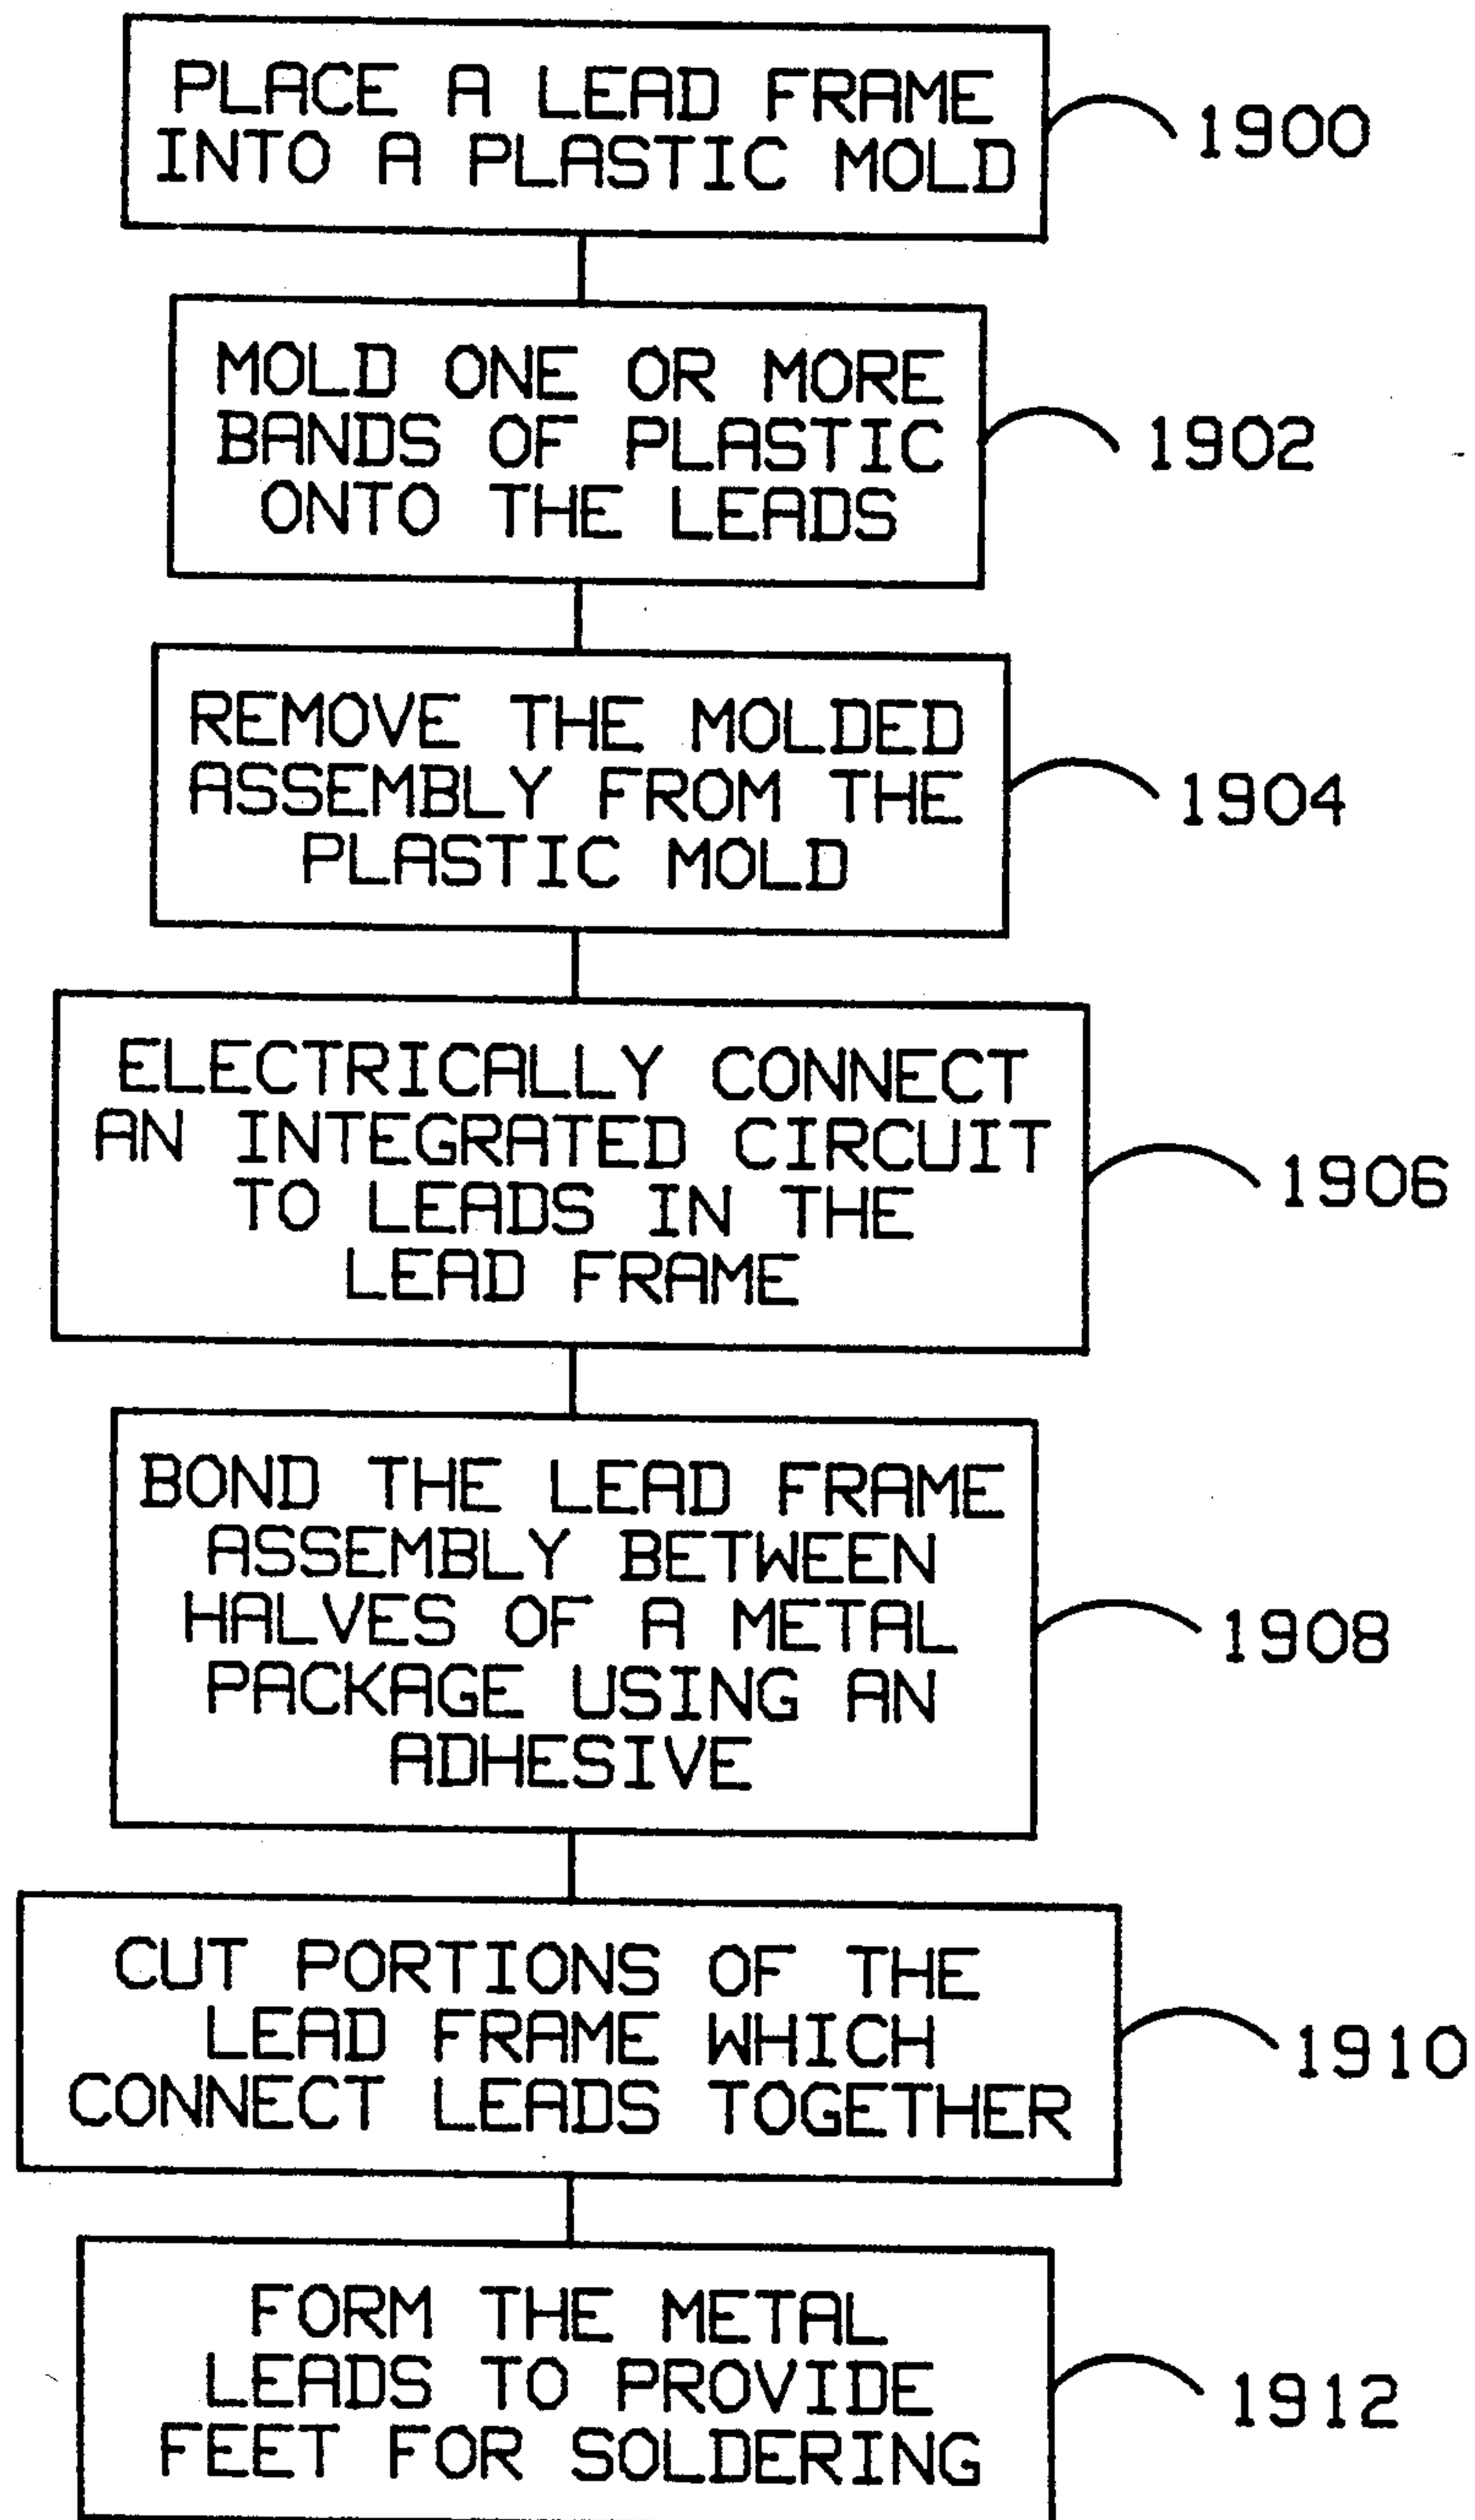 PLACE A LEAD FRAME
INTO A PLASTIC MOLD
1900
MOLD ONE OR MORE
BANDS OF PLASTIC
ONTO THE LEADS
1902
REMOVE THE MOLDED
ASSEMBLY FROM THE
PLASTIC MOLD
1904
ELECTRICALLY CONNECT
AN INTEGRATED CIRCUIT
TO LEADS IN THE
LEAD FRAME
1906
BOND THE LEAD FRAME
ASSEMBLY BETWEEN
HALVES OF A METAL
PACKAGE USING AN
ADHESIVE
1908
CUT PORTIONS OF THE
LEAD FRAME WHICH
CONNECT LEADS TOGETHER
1910
FORM THE METAL
LEADS TO PROVIDE
FEET FOR SOLDERING
1912